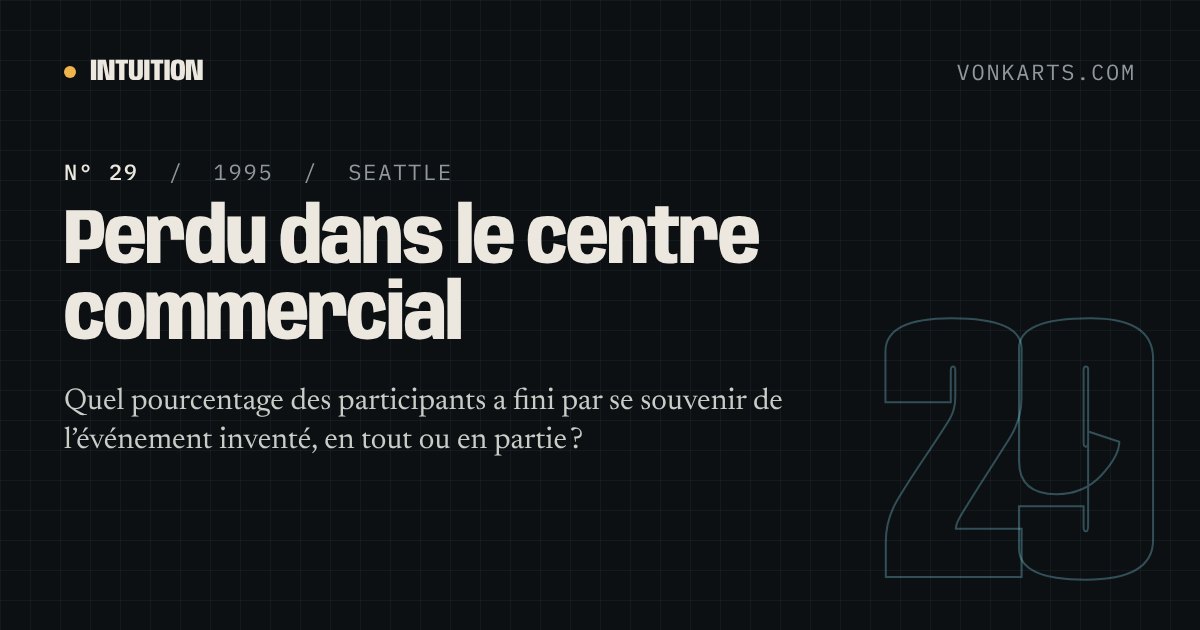 INTUITION
VONKARTS.COM
N° 29 / 1995 / SEATTLE
Perdu dans le centre
commercial
Quel pourcentage des participants a fini par se souvenir de
l’événement inventé, en tout ou en partie ?
29